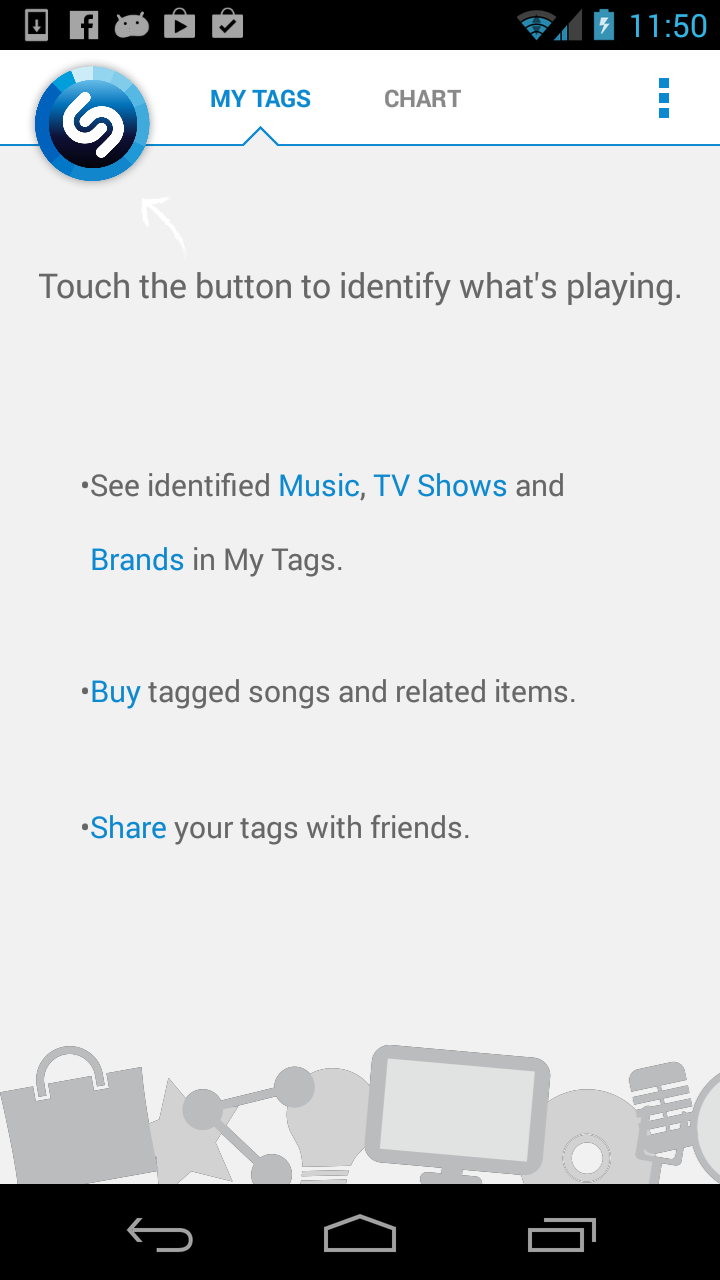 11:50
MY TAGS CHART
Touch the button to identify what's playing.
•See identified Music, TV Shows and
Brands in My Tags.
•Buy tagged songs and related items.
•Share your tags with friends.